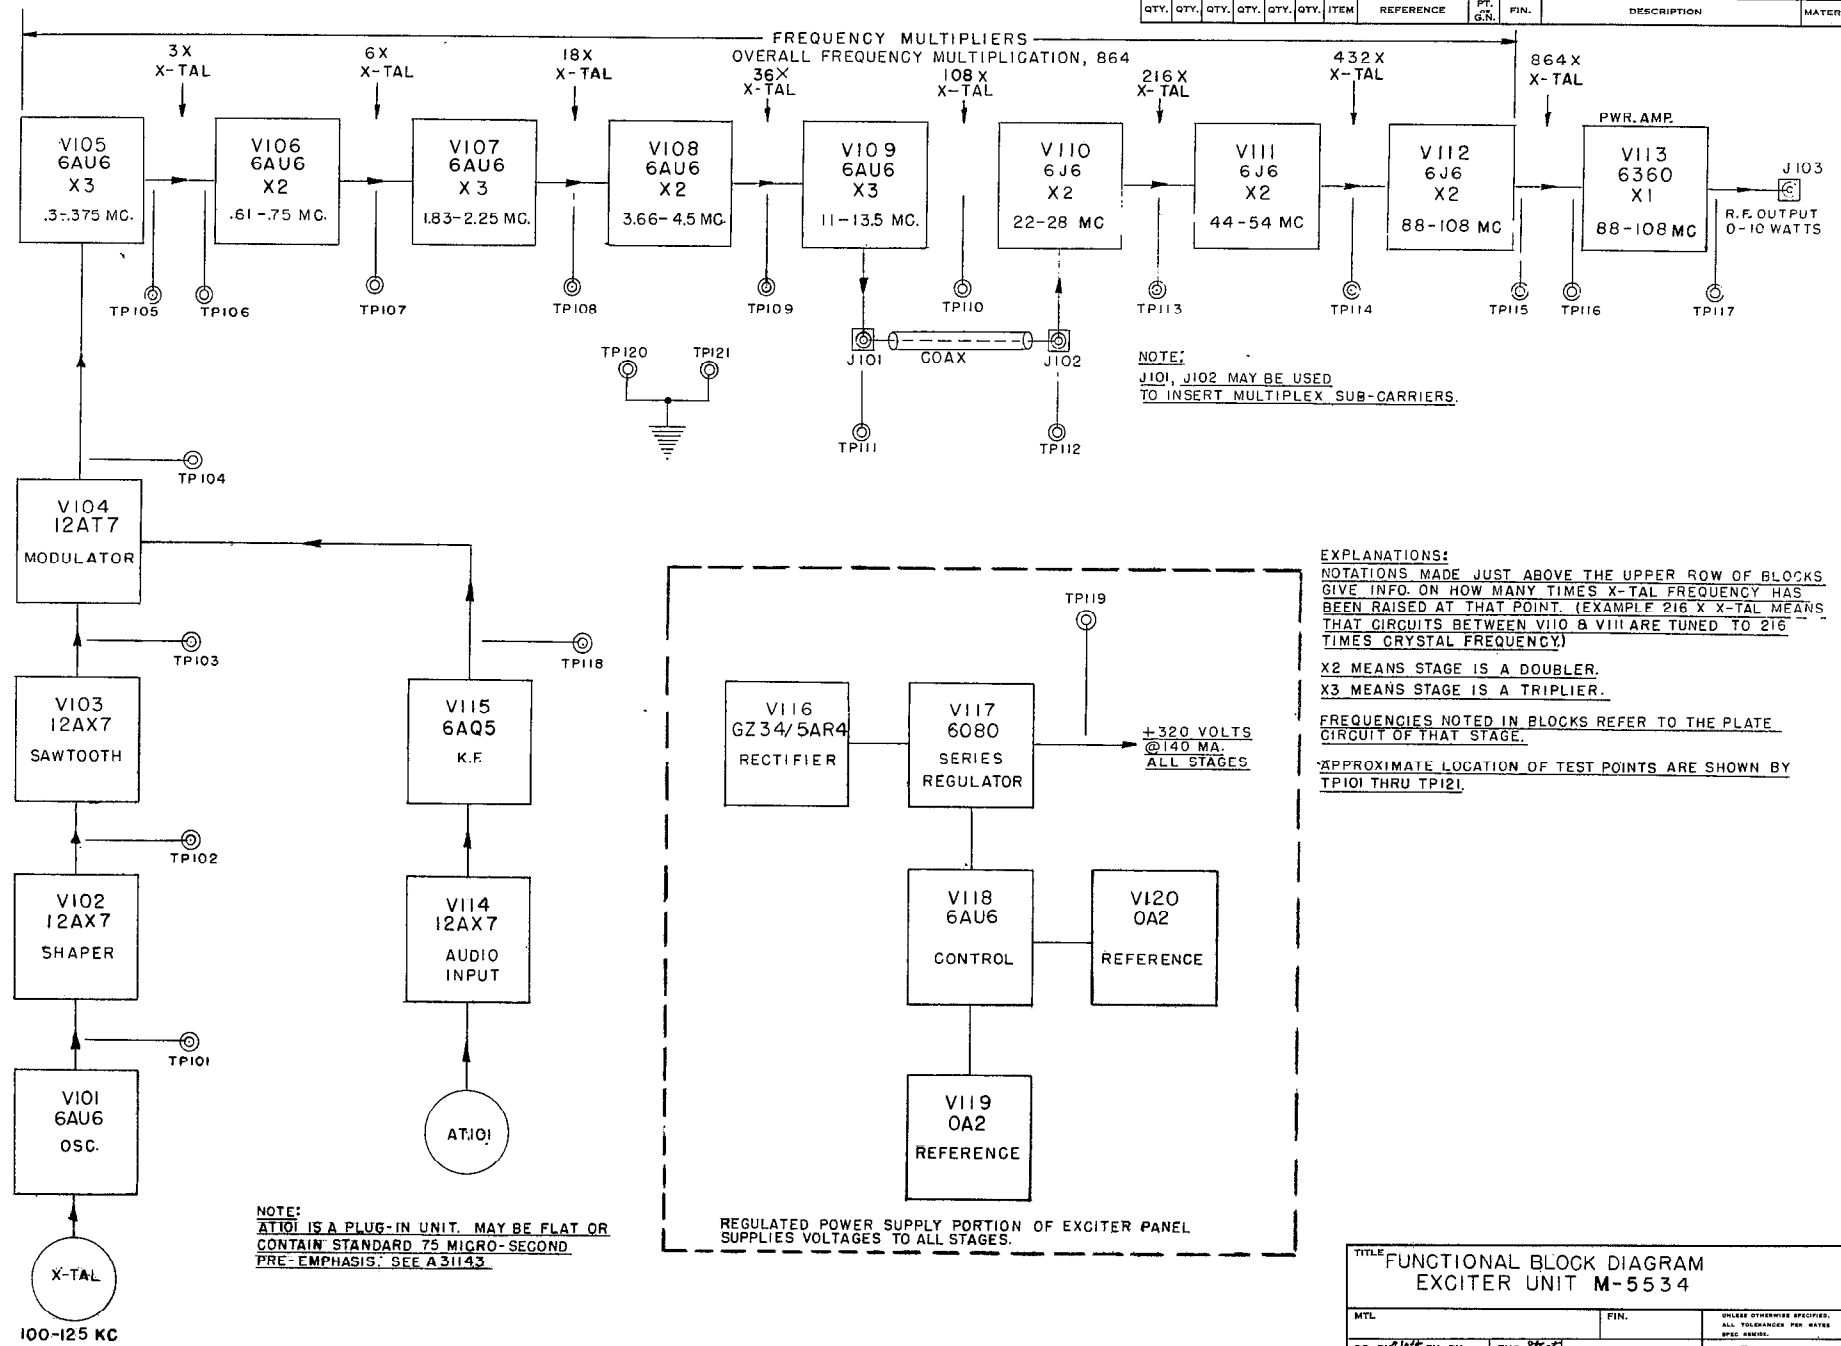 QTY. QTY. QTY. QTY. QTY. QTY. ITEM REFERENCE PT. OR G.N. FIN. DESCRIPTION MATER
FREQUENCY MULTIPLIERS
OVERALL FREQUENCY MULTIPLICATION, 864
3X
X-TAL
6X
X-TAL
18X
X-TAL
36X
X-TAL
108X
X-TAL
216X
X-TAL
432X
X-TAL
864X
X-TAL
V105
6AU6
X3
.3-.375 MC.
V106
6AU6
X2
.61-.75 MC.
V107
6AU6
X3
1.83-2.25 MC.
V108
6AU6
X2
3.66-4.5 MC.
V109
6AU6
X3
11-13.5 MC.
V110
6J6
X2
22-28 MC
V111
6J6
X2
44-54 MC
V112
6J6
X2
88-108 MC
PWR. AMP.
V113
6360
X1
88-108 MC
J103
R.F. OUTPUT
0-10 WATTS
TP105
TP106
TP107
TP108
TP109
TP110
TP113
TP114
TP115
TP116
TP117
TP120
TP121
J101
COAX
J102
TP111
TP112
NOTE:
J101, J102 MAY BE USED
TO INSERT MULTIPLEX SUB-CARRIERS.
TP104
V104
12AT7
MODULATOR
TP103
V103
12AX7
SAWTOOTH
TP102
V102
12AX7
SHAPER
TP101
V101
6AU6
OSC.
X-TAL
100-125 KC
TP118
V115
6AQ5
K.F.
V114
12AX7
AUDIO
INPUT
AT101
NOTE:
AT101 IS A PLUG-IN UNIT. MAY BE FLAT OR
CONTAIN STANDARD 75 MICRO-SECOND
PRE-EMPHASIS. SEE A31143
TP119
V116
GZ34/5AR4
RECTIFIER
V117
6080
SERIES
REGULATOR
+320 VOLTS
@140 MA.
ALL STAGES
V118
6AU6
CONTROL
V120
OA2
REFERENCE
V119
OA2
REFERENCE
REGULATED POWER SUPPLY PORTION OF EXCITER PANEL
SUPPLIES VOLTAGES TO ALL STAGES.
EXPLANATIONS:
NOTATIONS MADE JUST ABOVE THE UPPER ROW OF BLOCKS
GIVE INFO. ON HOW MANY TIMES X-TAL FREQUENCY HAS
BEEN RAISED AT THAT POINT. (EXAMPLE 216 X X-TAL MEANS
THAT CIRCUITS BETWEEN V110 & V111 ARE TUNED TO 216
TIMES CRYSTAL FREQUENCY.)
X2 MEANS STAGE IS A DOUBLER.
X3 MEANS STAGE IS A TRIPLIER.
FREQUENCIES NOTED IN BLOCKS REFER TO THE PLATE
CIRCUIT OF THAT STAGE.
APPROXIMATE LOCATION OF TEST POINTS ARE SHOWN BY
TP101 THRU TP121.
TITLE FUNCTIONAL BLOCK DIAGRAM
EXCITER UNIT M-5534
MTL
FIN.
UNLESS OTHERWISE SPECIFIED.
ALL TOLERANCES PER GATES
SPEC